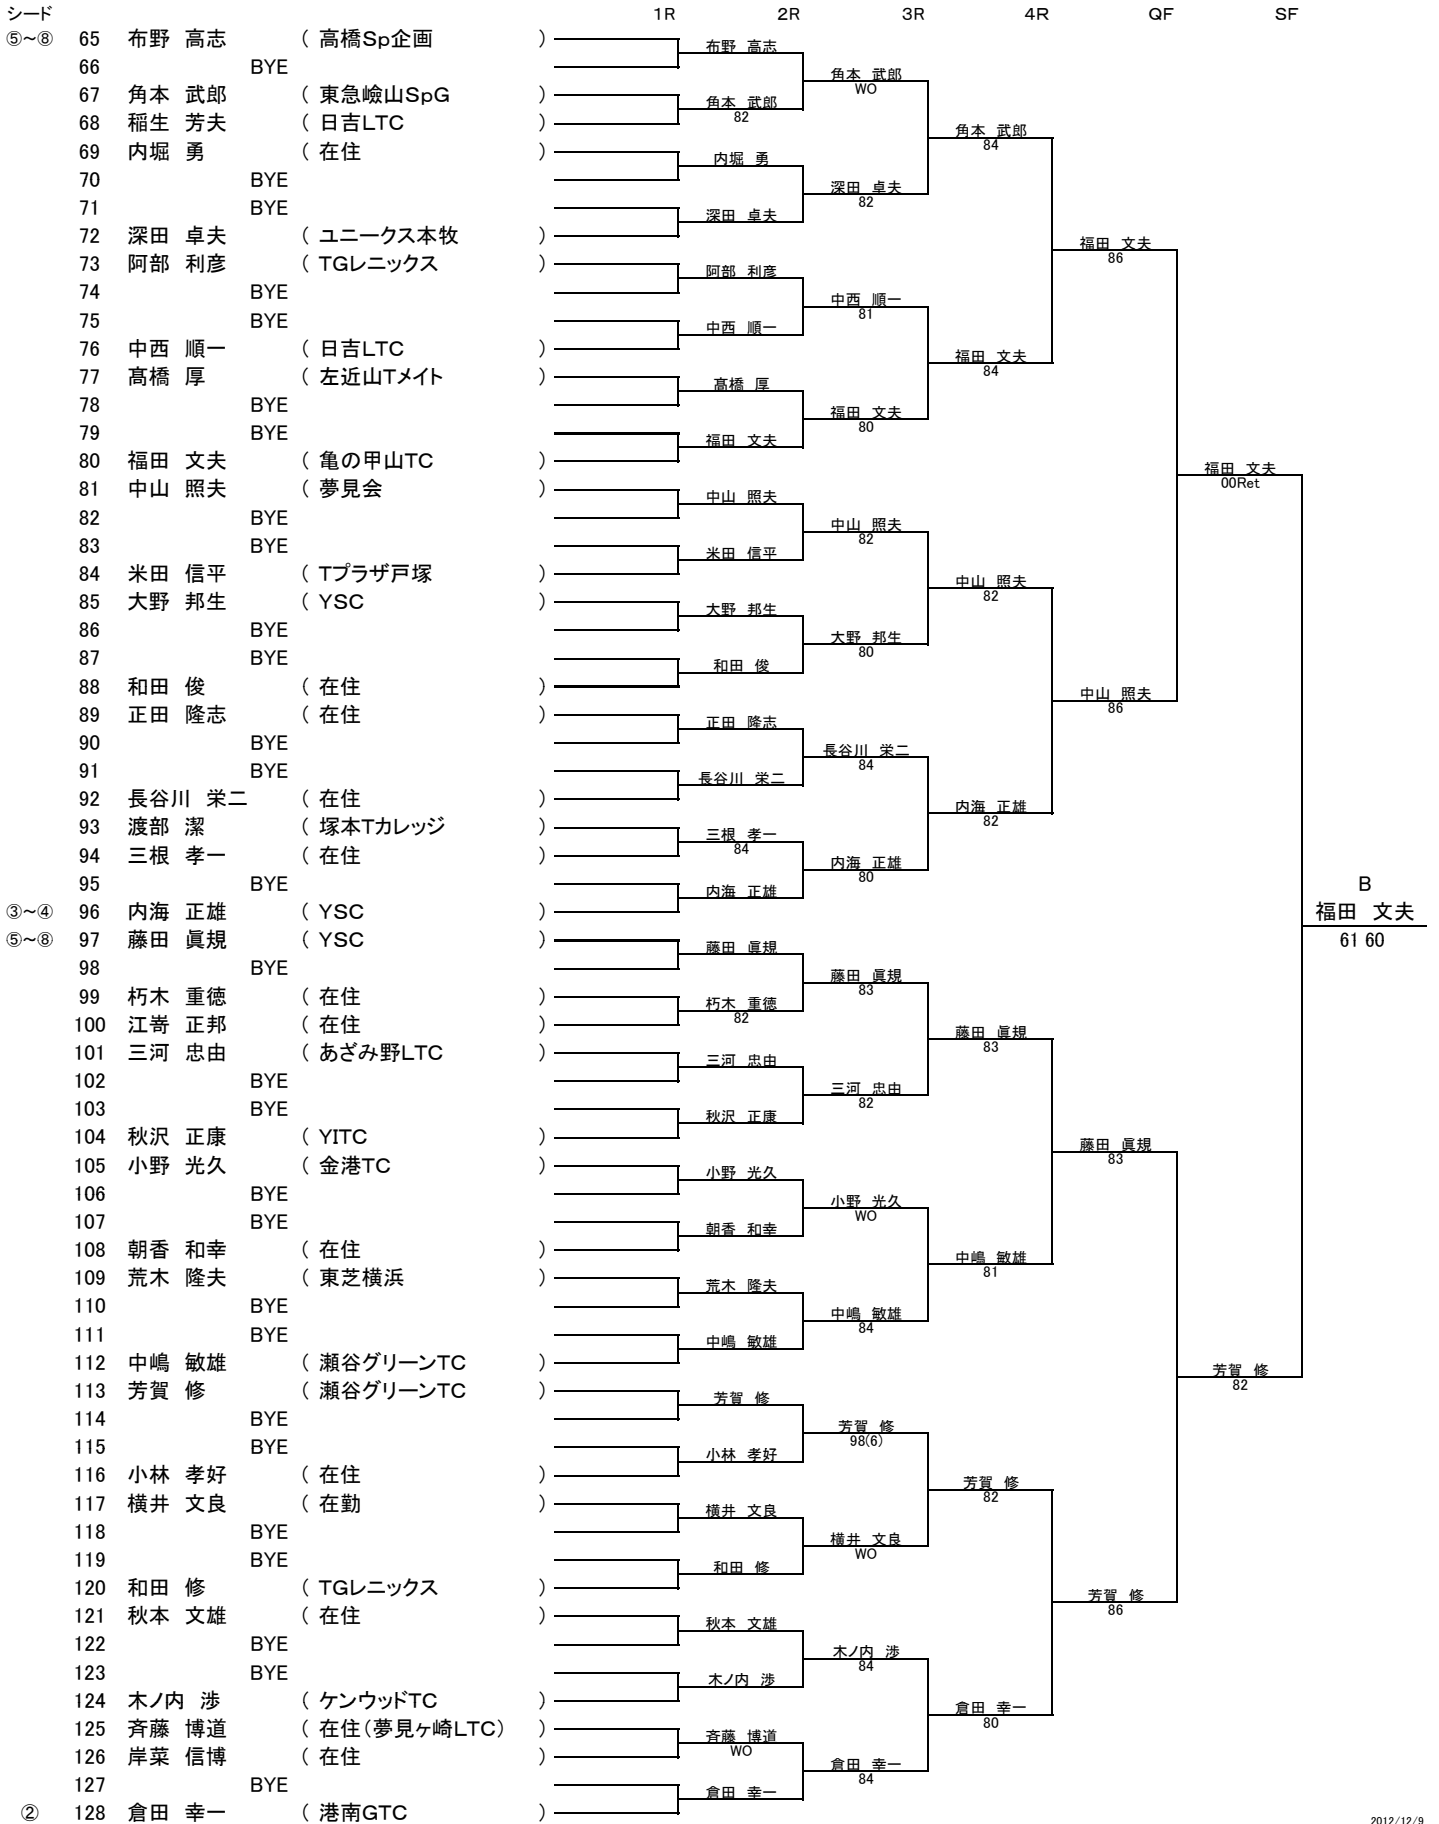 シード 1R 2R 3R 4R QF SF
⑤~⑧ 65 布野 高志 ( 高橋Sp企画 )
布野 高志
66 BYE
角本 武郎
WO
67 角本 武郎 ( 東急嶮山SpG )
角本 武郎
82
68 稲生 芳夫 ( 日吉LTC )
角本 武郎
84
69 内堀 勇 ( 在住 )
内堀 勇
70 BYE
深田 卓夫
82
71 BYE
深田 卓夫
72 深田 卓夫 ( ユニークス本牧 )
福田 文夫
86
73 阿部 利彦 ( TGレニックス )
阿部 利彦
74 BYE
中西 順一
81
75 BYE
中西 順一
76 中西 順一 ( 日吉LTC )
福田 文夫
84
77 髙橋 厚 ( 左近山Tメイト )
髙橋 厚
78 BYE
福田 文夫
80
79 BYE
福田 文夫
80 福田 文夫 ( 亀の甲山TC )
福田 文夫
00Ret
81 中山 照夫 ( 夢見会 )
中山 照夫
82 BYE
中山 照夫
82
83 BYE
米田 信平
84 米田 信平 ( Tプラザ戸塚 )
中山 照夫
82
85 大野 邦生 ( YSC )
大野 邦生
86 BYE
大野 邦生
80
87 BYE
和田 俊
88 和田 俊 ( 在住 )
中山 照夫
86
89 正田 隆志 ( 在住 )
正田 隆志
90 BYE
長谷川 栄二
84
91 BYE
長谷川 栄二
92 長谷川 栄二 ( 在住 )
内海 正雄
82
93 渡部 潔 ( 塚本Tカレッジ )
三根 孝一
84
94 三根 孝一 ( 在住 )
内海 正雄
80
95 BYE
内海 正雄
B
③~④ 96 内海 正雄 ( YSC )
福田 文夫
61 60
⑤~⑧ 97 藤田 眞規 ( YSC )
藤田 眞規
98 BYE
藤田 眞規
83
99 朽木 重徳 ( 在住 )
朽木 重徳
82
100 江嵜 正邦 ( 在住 )
藤田 眞規
83
101 三河 忠由 ( あざみ野LTC )
三河 忠由
102 BYE
三河 忠由
82
103 BYE
秋沢 正康
104 秋沢 正康 ( YITC )
藤田 眞規
83
105 小野 光久 ( 金港TC )
小野 光久
106 BYE
小野 光久
WO
107 BYE
朝香 和幸
108 朝香 和幸 ( 在住 )
中嶋 敏雄
81
109 荒木 隆夫 ( 東芝横浜 )
荒木 隆夫
110 BYE
中嶋 敏雄
84
111 BYE
中嶋 敏雄
112 中嶋 敏雄 ( 瀬谷グリーンTC )
芳賀 修
82
113 芳賀 修 ( 瀬谷グリーンTC )
芳賀 修
114 BYE
芳賀 修
98(6)
115 BYE
小林 孝好
116 小林 孝好 ( 在住 )
芳賀 修
82
117 横井 文良 ( 在勤 )
横井 文良
118 BYE
横井 文良
WO
119 BYE
和田 修
120 和田 修 ( TGレニックス )
芳賀 修
86
121 秋本 文雄 ( 在住 )
秋本 文雄
122 BYE
木ノ内 渉
84
123 BYE
木ノ内 渉
124 木ノ内 渉 ( ケンウッドTC )
倉田 幸一
80
125 斉藤 博道 ( 在住(夢見ヶ崎LTC) )
斉藤 博道
WO
126 岸菜 信博 ( 在住 )
倉田 幸一
84
127 BYE
倉田 幸一
② 128 倉田 幸一 ( 港南GTC )
2012/12/9